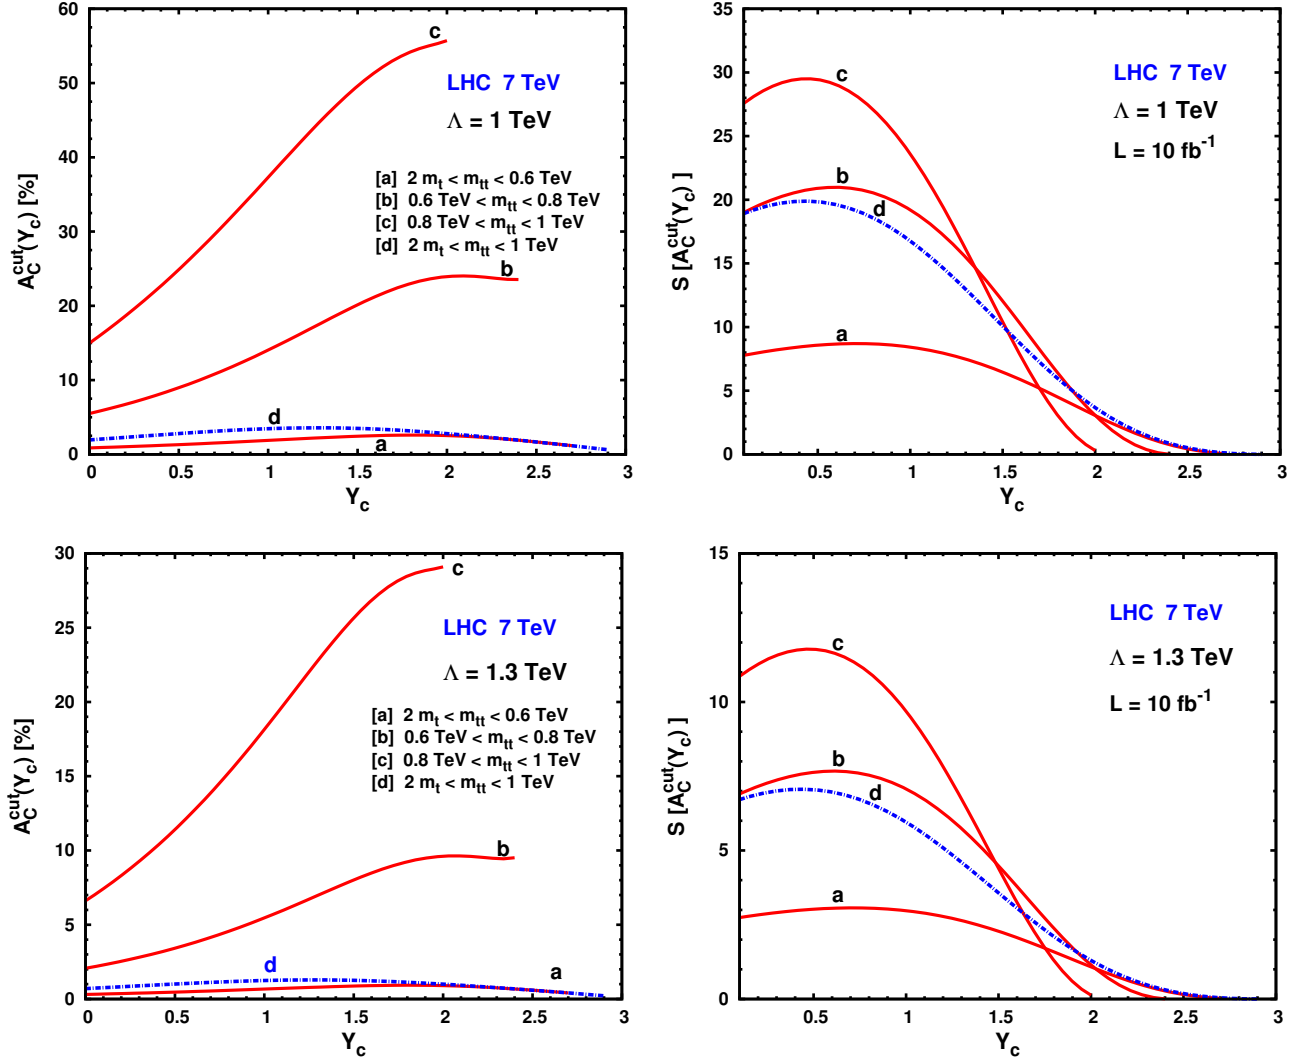 60
50
40
30
20
10
0
0
0.5
1
1.5
2
2.5
3
A_C^cut(Y_c) [%]
Y_c
c
b
d
a
LHC 7 TeV
Λ = 1 TeV
[a] 2 m_t < m_tt < 0.6 TeV
[b] 0.6 TeV < m_tt < 0.8 TeV
[c] 0.8 TeV < m_tt < 1 TeV
[d] 2 m_t < m_tt < 1 TeV
35
30
25
20
15
10
5
0
0.5
1
1.5
2
2.5
3
S [A_C^cut(Y_c) ]
Y_c
c
b
d
a
LHC 7 TeV
Λ = 1 TeV
L = 10 fb^-1
30
25
20
15
10
5
0
0
0.5
1
1.5
2
2.5
3
A_C^cut(Y_c) [%]
Y_c
c
b
d
a
LHC 7 TeV
Λ = 1.3 TeV
[a] 2 m_t < m_tt < 0.6 TeV
[b] 0.6 TeV < m_tt < 0.8 TeV
[c] 0.8 TeV < m_tt < 1 TeV
[d] 2 m_t < m_tt < 1 TeV
15
10
5
0
0.5
1
1.5
2
2.5
3
S [A_C^cut(Y_c) ]
Y_c
c
b
d
a
LHC 7 TeV
Λ = 1.3 TeV
L = 10 fb^-1